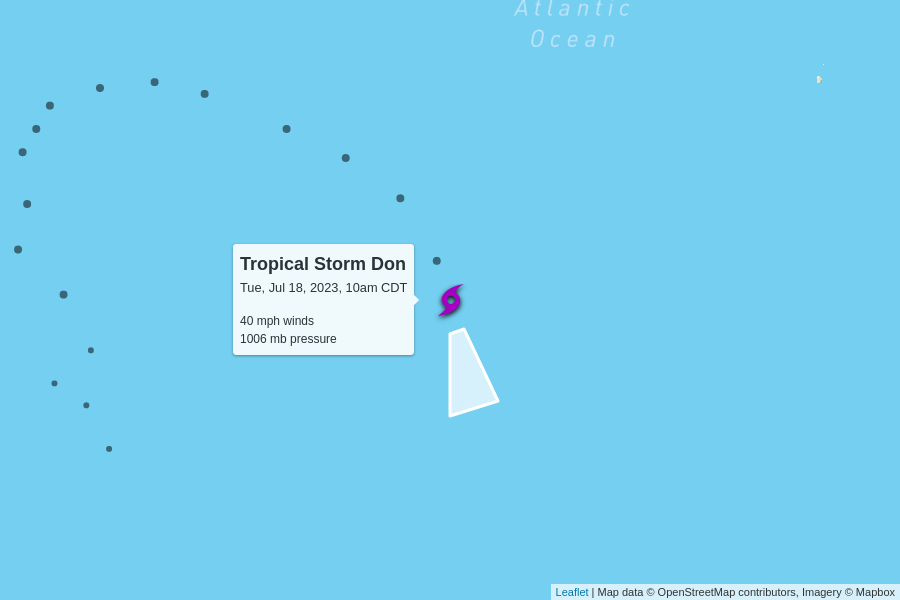 Atlantic
Ocean
Tropical Storm Don
Tue, Jul 18, 2023, 10am CDT
40 mph winds
1006 mb pressure
Leaflet | Map data © OpenStreetMap contributors, Imagery © Mapbox